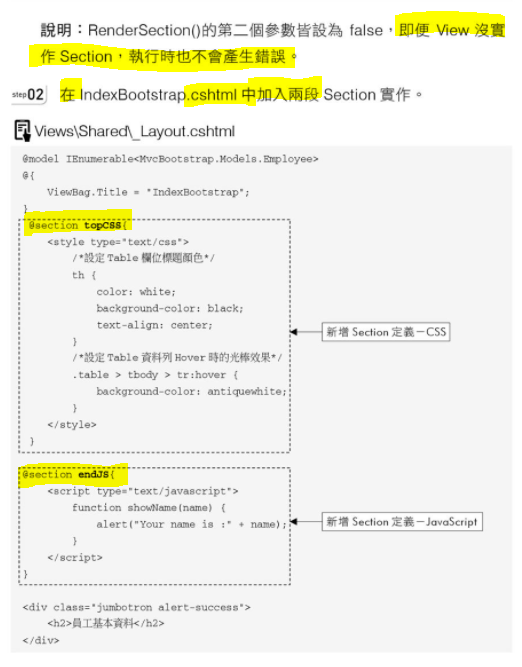 說明：RenderSection()的第二個參數皆設為 false，即便 View 沒實
作 Section，執行時也不會產生錯誤。
step02 在 IndexBootstrap.cshtml 中加入兩段 Section 實作。
Views\Shared\_Layout.cshtml
@model IEnumerable<MvcBootstrap.Models.Employee>
@{
ViewBag.Title = "IndexBootstrap";
}
@section topCSS{
<style type="text/css">
/*設定 Table 欄位標題顏色*/
th {
color: white;
background-color: black;
text-align: center;
}
新增 Section 定義－CSS
/*設定 Table 資料列 Hover 時的光棒效果*/
.table > tbody > tr:hover {
background-color: antiquewhite;
}
</style>
}
@section endJS{
<script type="text/javascript">
function showName(name) {
alert("Your name is :" + name);
新增 Section 定義－JavaScript
}
</script>
}
<div class="jumbotron alert-success">
<h2>員工基本資料</h2>
</div>